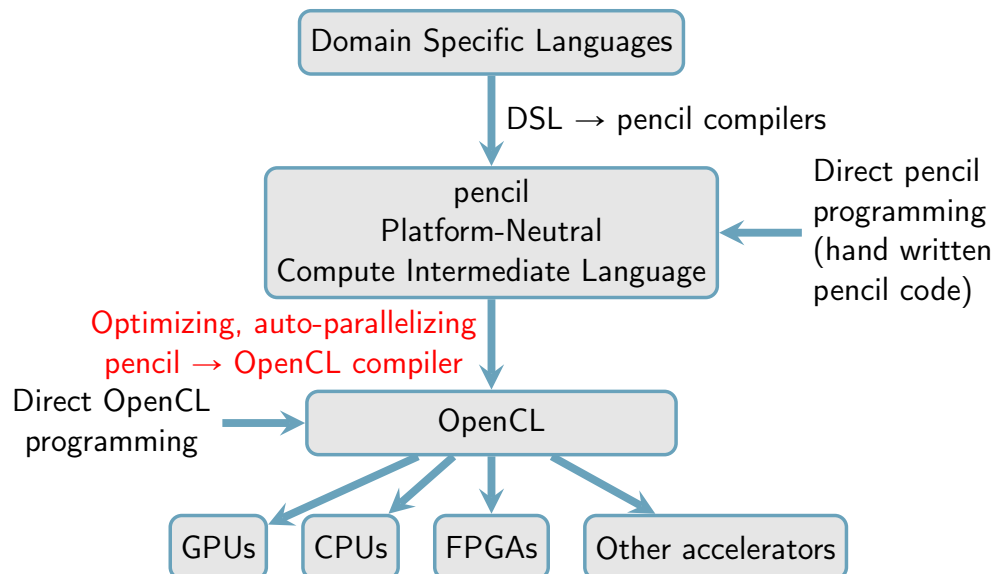 Domain Specific Languages
DSL → pencil compilers
pencil
Platform-Neutral
Compute Intermediate Language
Direct pencil
programming
(hand written
pencil code)
Optimizing, auto-parallelizing
pencil → OpenCL compiler
Direct OpenCL
programming
OpenCL
GPUs
CPUs
FPGAs
Other accelerators